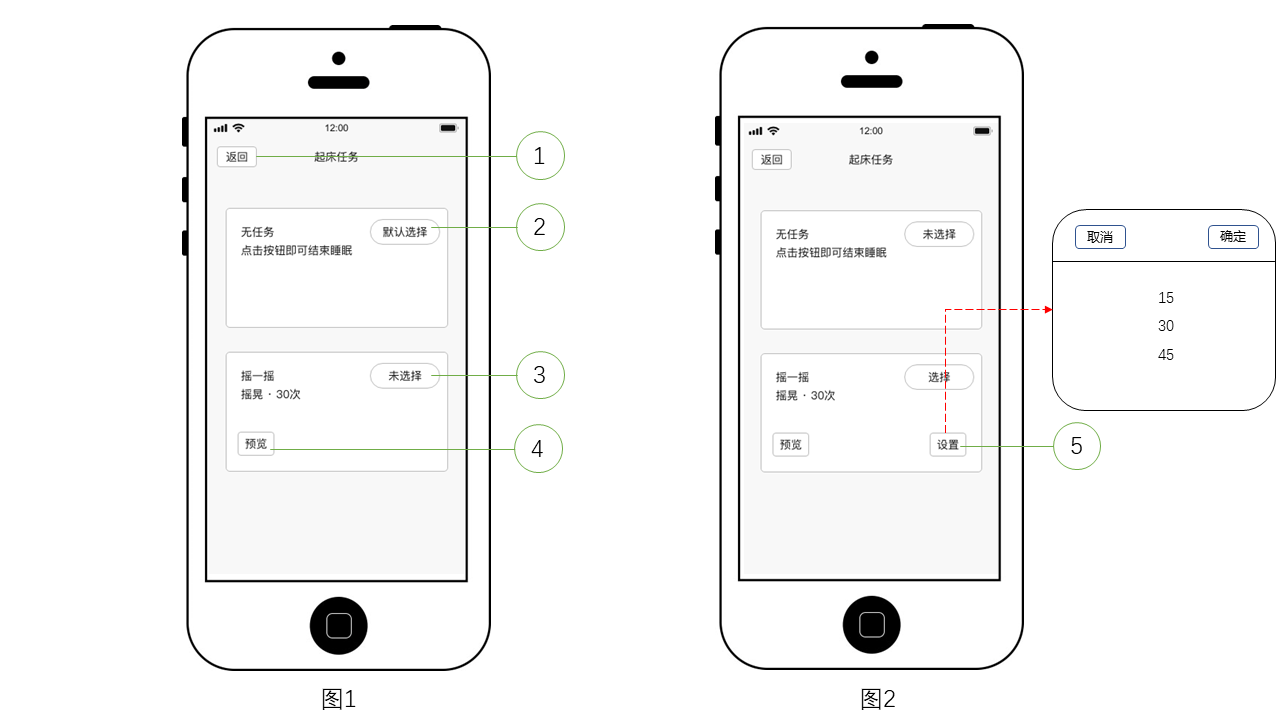 12:00
返回
起床任务
1
无任务
默认选择
2
点击按钮即可结束睡眠
摇一摇
未选择
3
摇晃 · 30次
预览
4
图1
12:00
返回
起床任务
无任务
未选择
点击按钮即可结束睡眠
摇一摇
选择
摇晃 · 30次
预览
设置
5
取消
确定
15
30
45
图2